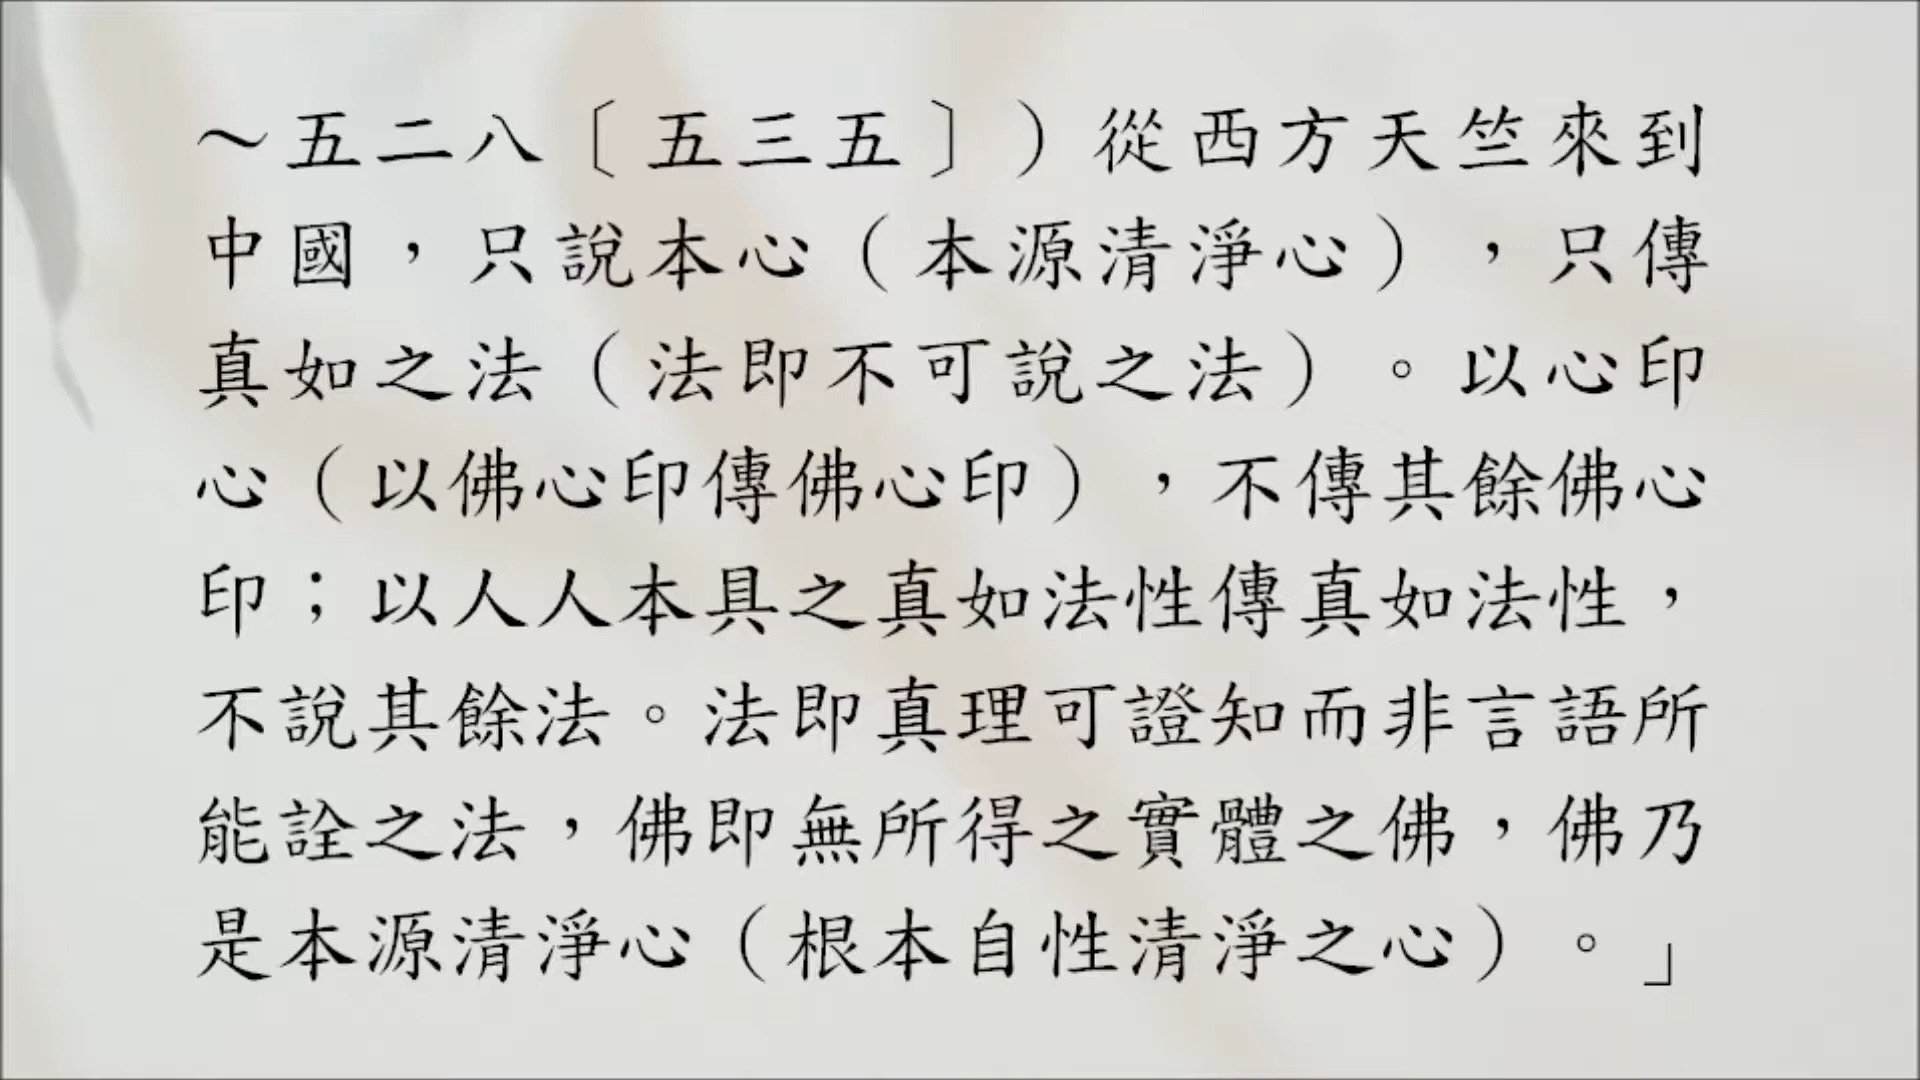 ～五二八〔五三五〕）從西方天竺來到
中國，只說本心（本源清淨心），只傳
真如之法（法即不可說之法）。以心印
心（以佛心印傳佛心印），不傳其餘佛心
印；以人人本具之真如法性傳真如法性，
不說其餘法。法即真理可證知而非言語所
能詮之法，佛即無所得之實體之佛，佛乃
是本源清淨心（根本自性清淨之心）。」